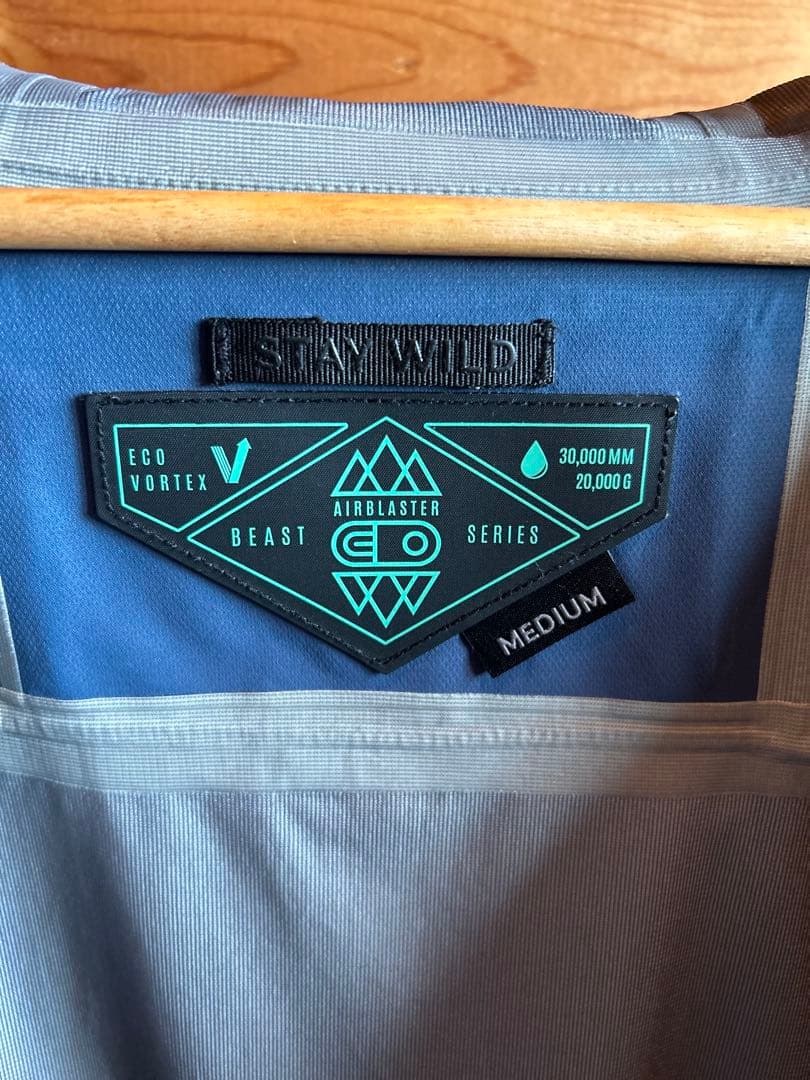 STAY WILD
ECO
VORTEX
30,000 MM
20,000 G
AIRBLASTER
BEAST
SERIES
MEDIUM